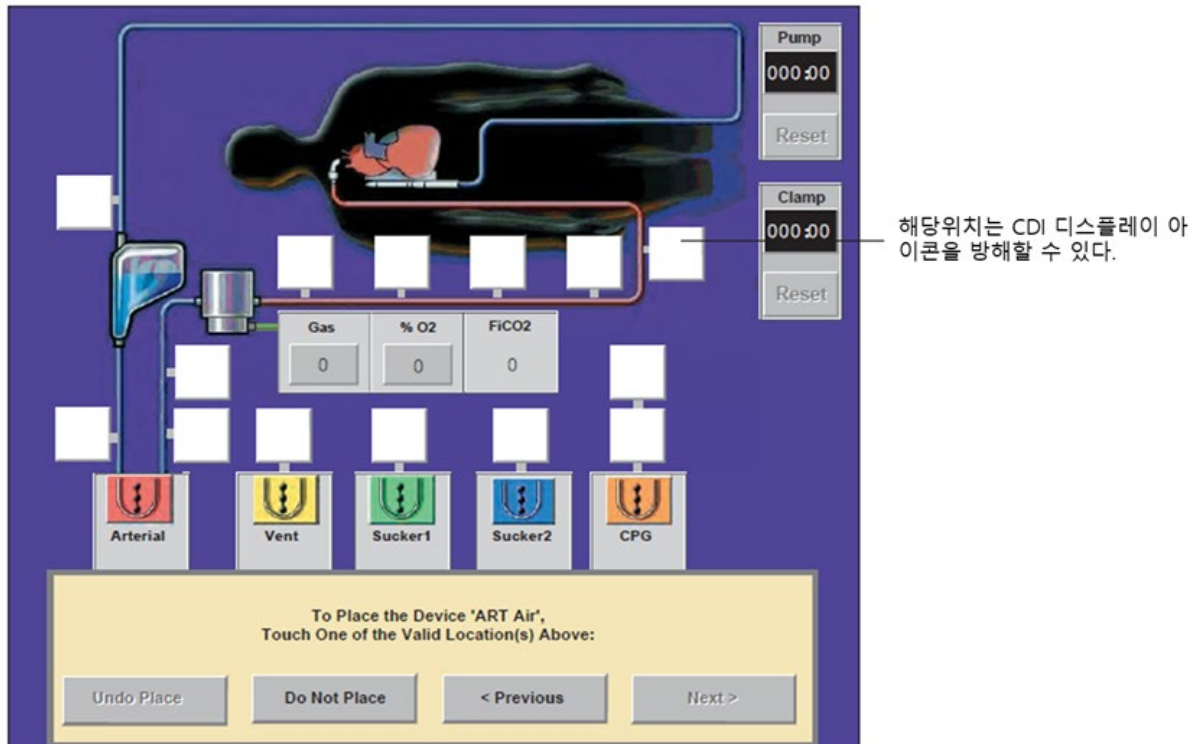 Pump
000:00
Reset
Clamp
000:00
Reset
해당위치는 CDI 디스플레이 아
이콘을 방해할 수 있다.
Gas % O2 FiCO2
0 0 0
Arterial Vent Sucker1 Sucker2 CPG
To Place the Device 'ART Air',
Touch One of the Valid Location(s) Above:
Undo Place Do Not Place < Previous Next >